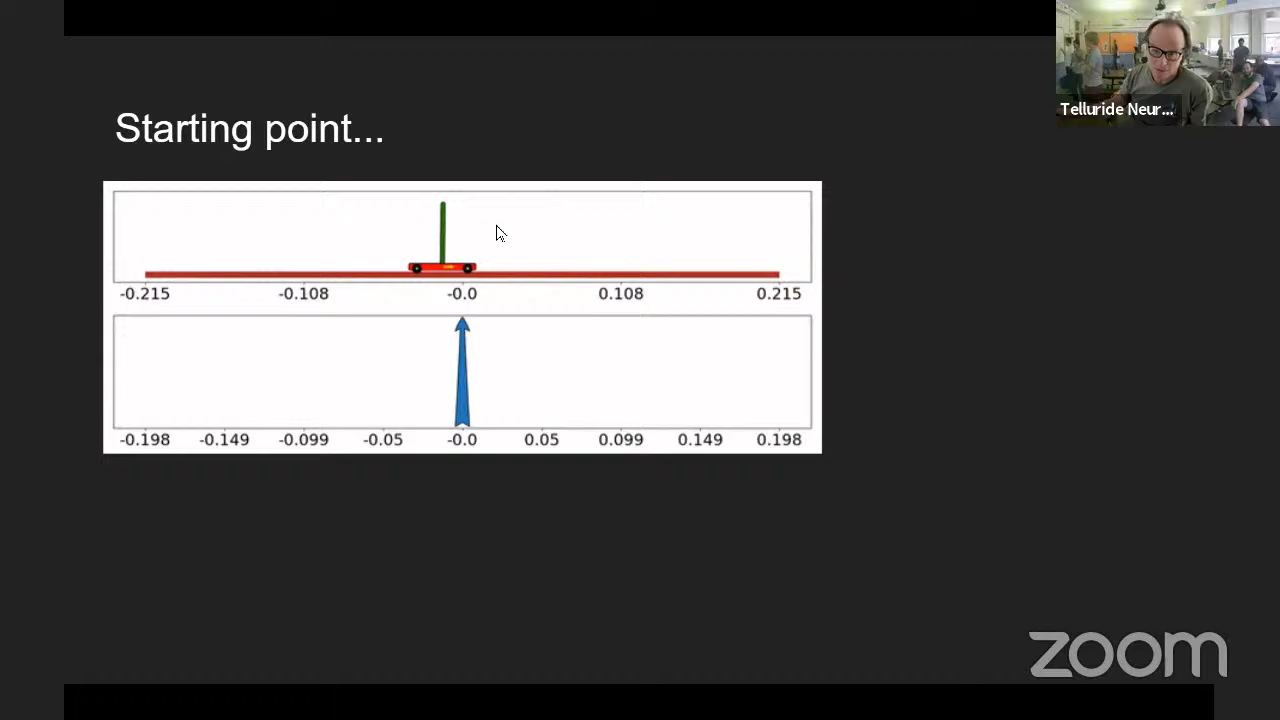 Telluride Neur...
Starting point...
-0.215 -0.108 -0.0 0.108 0.215
-0.198 -0.149 -0.099 -0.05 -0.0 0.05 0.099 0.149 0.198
zoom